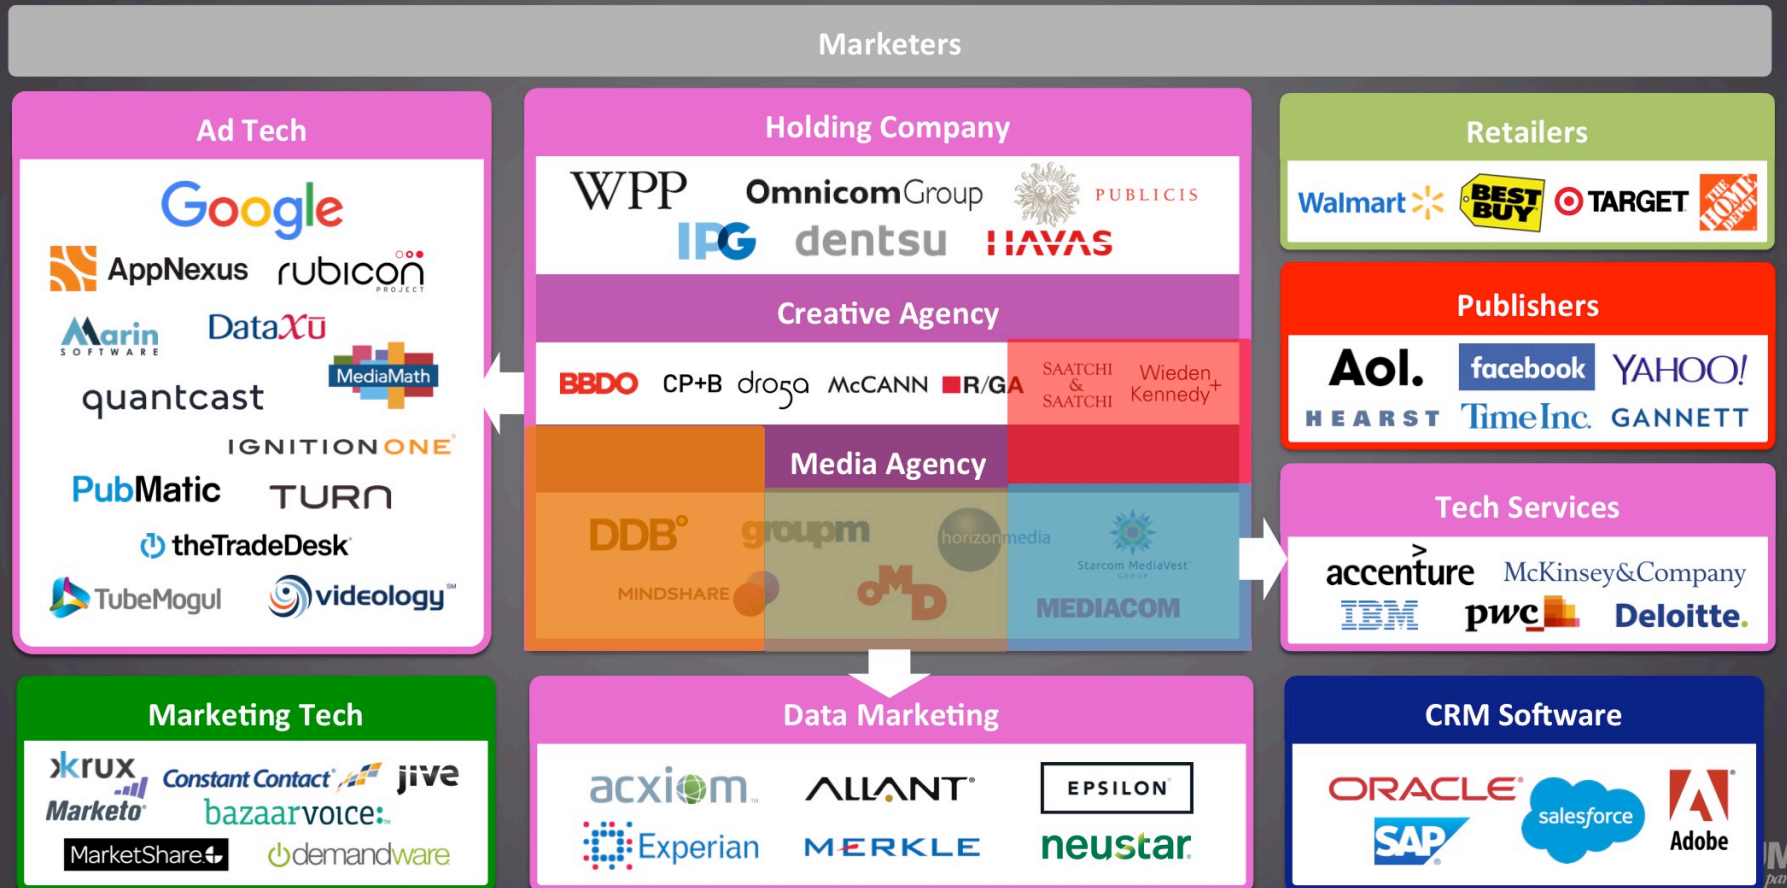 Marketers
Ad Tech
Google
AppNexus rubicon
PROJECT
Marin
SOFTWARE
DataXū
MediaMath
quantcast
IGNITIONONE
PubMatic TURN
theTradeDesk
TubeMogul videology℠
Holding Company
WPP OmnicomGroup PUBLICIS
IPG dentsu HAVAS
Creative Agency
BBDO CP+B droga5 McCANN R/GA
SAATCHI
&
SAATCHI
Wieden
Kennedy+
Media Agency
DDB° groupm horizonmedia
Starcom MediaVest
GROUP
MINDSHARE OMD MEDIACOM
Retailers
Walmart BEST BUY TARGET THE HOME DEPOT
Publishers
Aol. facebook YAHOO!
HEARST TimeInc. GANNETT
Tech Services
accenture McKinsey&Company
IBM pwc Deloitte.
Marketing Tech
krux Constant Contact jive
Marketo bazaarvoice:
MarketShare demandware
Data Marketing
acxiom ALLANT® EPSILON
Experian MERKLE neustar
CRM Software
ORACLE® salesforce Adobe
SAP